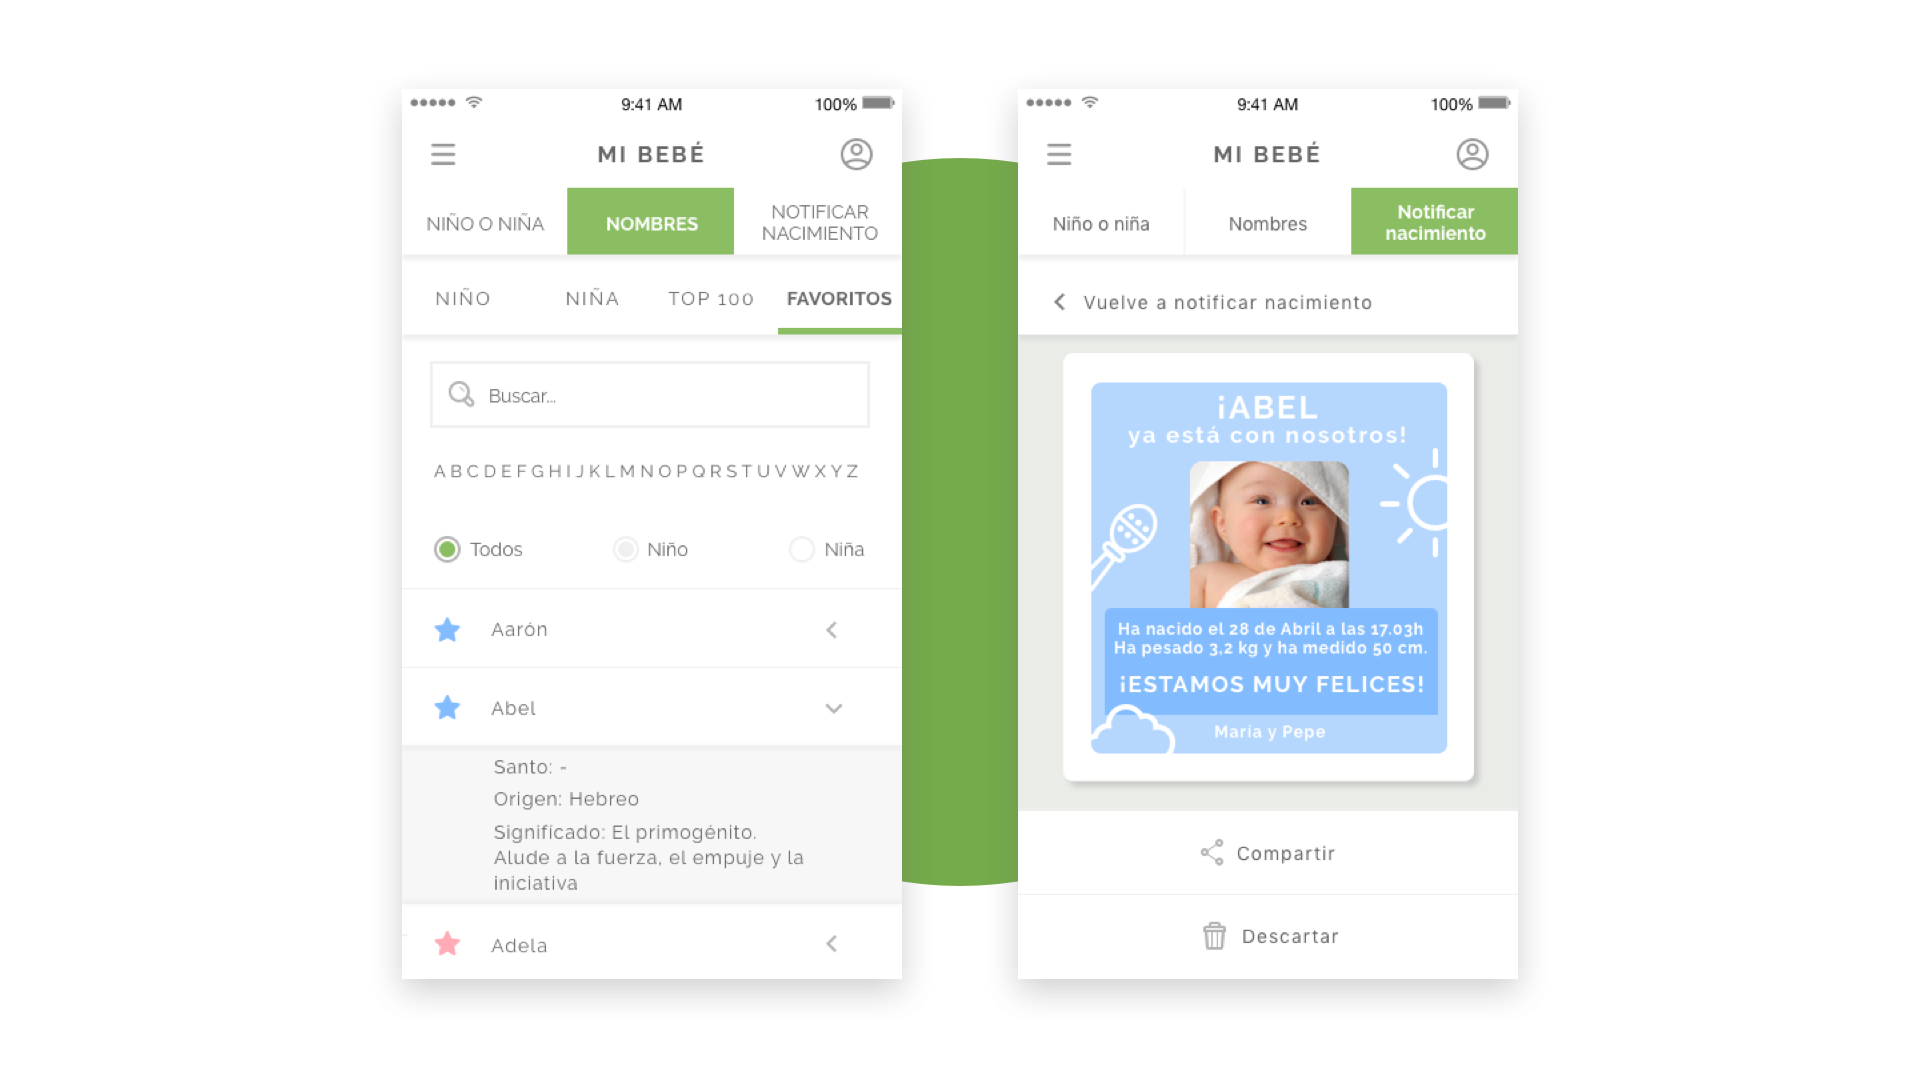 9:41 AM 100%
MI BEBÉ
NIÑO O NIÑA
NOMBRES
NOTIFICAR
NACIMIENTO
NIÑO NIÑA TOP 100 FAVORITOS
Buscar...
A B C D E F G H I J K L M N O P Q R S T U V W X Y Z
Todos Niño Niña
Aarón
Abel
Santo: -
Origen: Hebreo
Significado: El primogénito.
Alude a la fuerza, el empuje y la
iniciativa
Adela
9:41 AM 100%
MI BEBÉ
Niño o niña
Nombres
Notificar
nacimiento
Vuelve a notificar nacimiento
¡ABEL
ya está con nosotros!
Ha nacido el 28 de Abril a las 17.03h
Ha pesado 3,2 kg y ha medido 50 cm.
¡ESTAMOS MUY FELICES!
María y Pepe
Compartir
Descartar